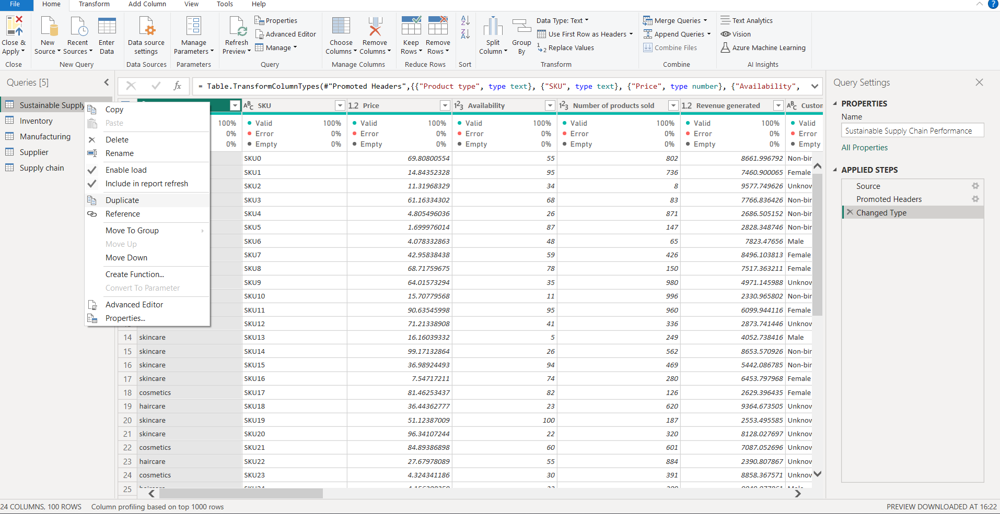 File Home Transform Add Column View Tools Help
Close & Apply
New Source
Recent Sources
Enter Data
Data source settings
Manage Parameters
Refresh Preview
Properties
Advanced Editor
Manage
Choose Columns
Remove Columns
Keep Rows
Remove Rows
Split Column
Group By
Data Type: Text
Use First Row as Headers
Replace Values
Merge Queries
Append Queries
Combine Files
Text Analytics
Vision
Azure Machine Learning
Close New Query Data Sources Parameters Query Manage Columns Reduce Rows Sort Transform Combine AI Insights
Queries [5]
Sustainable Supply
Inventory
Manufacturing
Supplier
Supply chain
Copy
Paste
Delete
Rename
Enable load
Include in report refresh
Duplicate
Reference
Move To Group
Move Up
Move Down
Create Function...
Convert To Parameter
Advanced Editor
Properties...
fx = Table.TransformColumnTypes(#"Promoted Headers",{{"Product type", type text}, {"SKU", type text}, {"Price", type number}, {"Availability",
ABC SKU 1.2 Price 123 Availability 123 Number of products sold 1.2 Revenue generated ABC Custon
100% Valid 100% Valid 100% Valid 100% Valid 100% Valid 100% Valid
0% Error 0% Error 0% Error 0% Error 0% Error 0% Error
0% Empty 0% Empty 0% Empty 0% Empty 0% Empty 0% Empty
SKU0 69.80800554 55 802 8661.996792 Non-bir
SKU1 14.84352328 95 736 7460.900065 Female
SKU2 11.31968329 34 8 9577.749626 Unknow
SKU3 61.16334302 68 83 7766.836426 Non-bir
SKU4 4.805496036 26 871 2686.505152 Non-bir
SKU5 1.699976014 87 147 2828.348746 Non-bir
SKU6 4.078332863 48 65 7823.47656 Male
SKU7 42.95838438 59 426 8496.103813 Female
SKU8 68.71759675 78 150 7517.363211 Female
SKU9 64.01573294 35 980 4971.145988 Unknow
SKU10 15.70779568 11 996 2330.965802 Non-bir
SKU11 90.63545998 95 960 6099.944116 Female
SKU12 71.21338908 41 336 2873.741446 Unknow
14 skincare SKU13 16.16039332 5 249 4052.738416 Male
15 skincare SKU14 99.17132864 26 562 8653.570926 Non-bir
16 skincare SKU15 36.98924493 94 469 5442.086785 Non-bir
17 skincare SKU16 7.54717211 74 280 6453.797968 Female
18 cosmetics SKU17 81.46253437 82 126 2629.396435 Female
19 haircare SKU18 36.44362777 23 620 9364.673505 Unknow
20 skincare SKU19 51.12387009 100 187 2553.495585 Unknow
21 skincare SKU20 96.34107244 22 320 8128.027697 Unknow
22 cosmetics SKU21 84.89386898 60 601 7087.052696 Unknow
23 haircare SKU22 27.67978089 55 884 2390.807867 Unknow
24 cosmetics SKU23 4.324341186 30 391 8858.367571 Unknow
25
Query Settings
PROPERTIES
Name
Sustainable Supply Chain Performance
All Properties
APPLIED STEPS
Source
Promoted Headers
Changed Type
24 COLUMNS, 100 ROWS Column profiling based on top 1000 rows PREVIEW DOWNLOADED AT 16:22